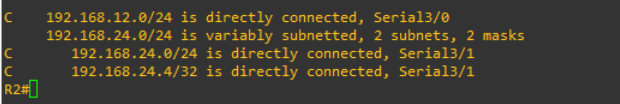 C    192.168.12.0/24 is directly connected, Serial3/0
     192.168.24.0/24 is variably subnetted, 2 subnets, 2 masks
C       192.168.24.0/24 is directly connected, Serial3/1
C       192.168.24.4/32 is directly connected, Serial3/1
R2#